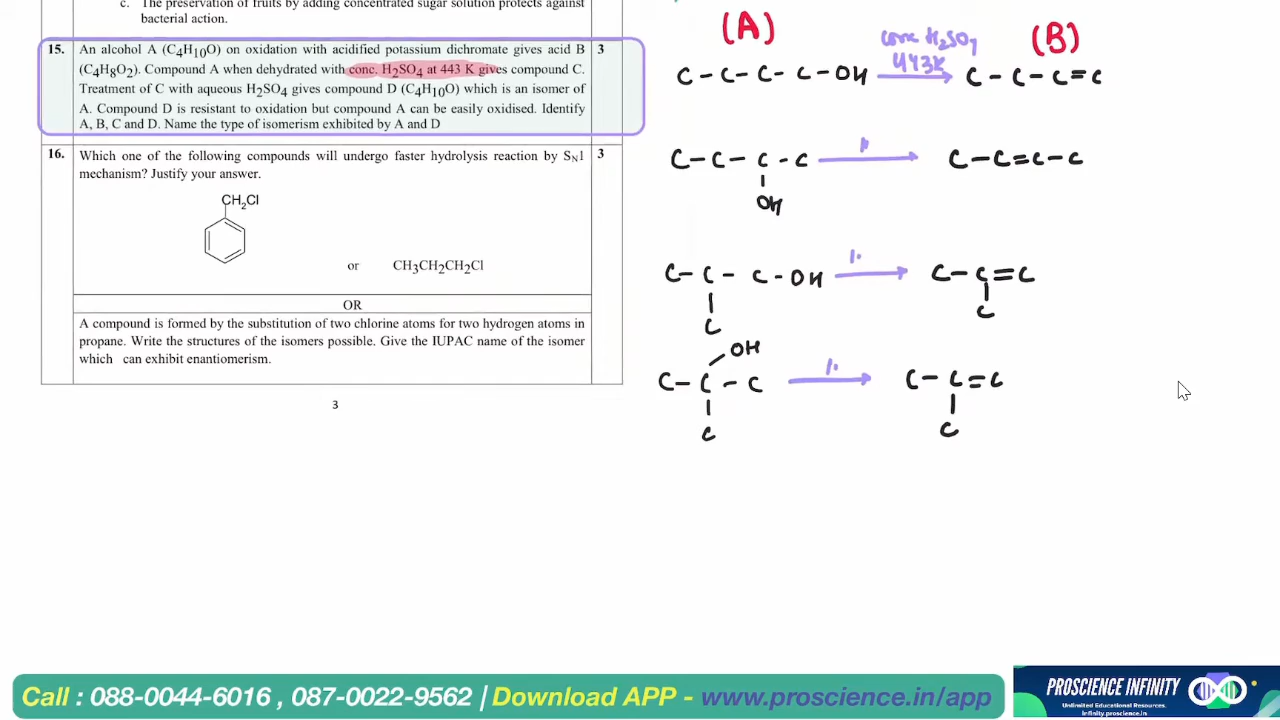 c. The preservation of fruits by adding concentrated sugar solution protects against
bacterial action.
15. An alcohol A (C₄H₁₀O) on oxidation with acidified potassium dichromate gives acid B 3
(C₄H₈O₂). Compound A when dehydrated with conc. H₂SO₄ at 443 K gives compound C.
Treatment of C with aqueous H₂SO₄ gives compound D (C₄H₁₀O) which is an isomer of
A. Compound D is resistant to oxidation but compound A can be easily oxidised. Identify
A, B, C and D. Name the type of isomerism exhibited by A and D
16. Which one of the following compounds will undergo faster hydrolysis reaction by SN1 3
mechanism? Justify your answer.
CH₂Cl
or CH₃CH₂CH₂Cl
OR
A compound is formed by the substitution of two chlorine atoms for two hydrogen atoms in
propane. Write the structures of the isomers possible. Give the IUPAC name of the isomer
which can exhibit enantiomerism.
3
(A) (B)
conc H₂SO₄
443K
C-C-C-C-OH C-C-C=C
C-C-C-C C-C=C-C
OH
C-C-C-OH C-C=C
C C
OH
C-C-C C-C=C
C C
Call : 088-0044-6016 , 087-0022-9562 | Download APP - www.proscience.in/app
PROSCIENCE INFINITY
Unlimited Educational Resources.
infinity.proscience.in